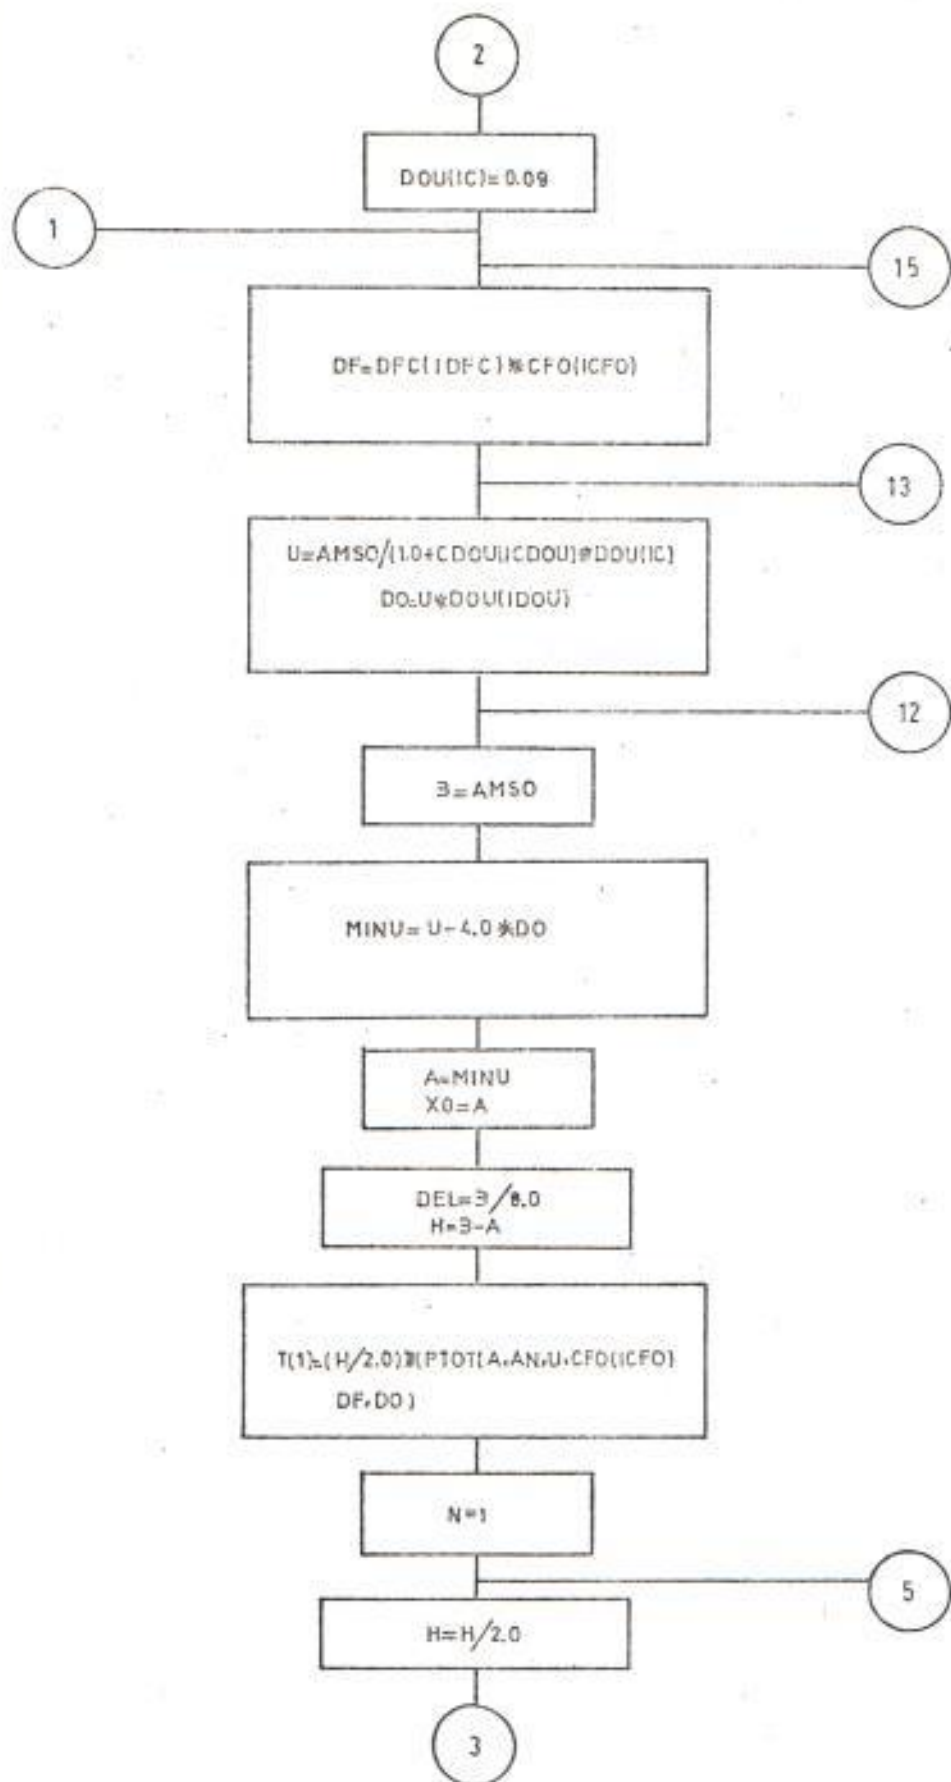 2
DOU(IC)=0.09
1
15
DF=DFC(IDFC)*CFO(ICFO)
13
U=AMSO/(1.0+CDOU(ICDOU)*DOU(IC)
DO=U*DOU(IDOU)
12
B=AMSO
MINU=U-4.0*DO
A=MINU
XO=A
DEL=B/8.0
H=B-A
T(1)=(H/2.0)*(PTOT(A,AN,U,CFO(ICFO)
DF,DO)
N=1
5
H=H/2.0
3